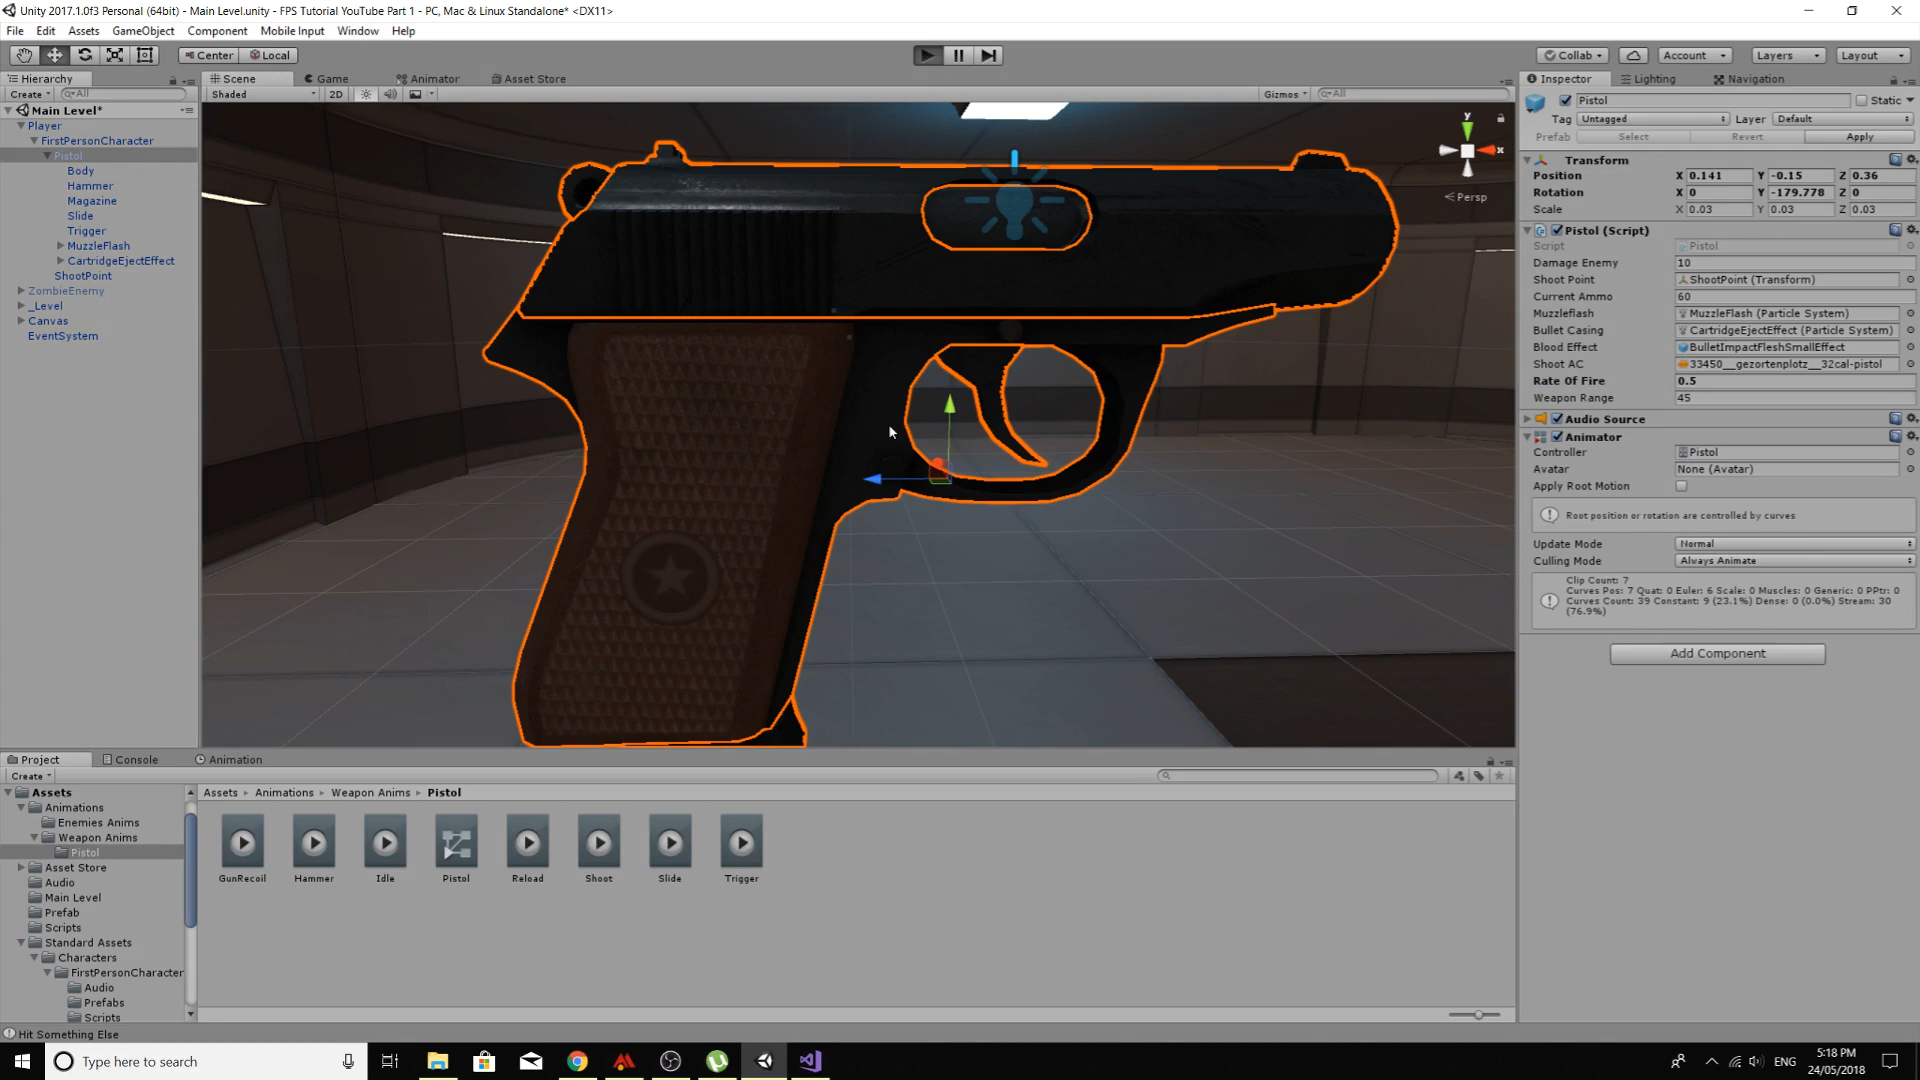 Unity 2017.1.0f3 Personal (64bit) - Main Level.unity - FPS Tutorial YouTube Part 1 - PC, Mac & Linux Standalone* <DX11>
File Edit Assets GameObject Component Mobile Input Window Help
Center Local Collab Account Layers Layout
Hierarchy Scene Game Animator Asset Store Inspector Lighting Navigation
Create All Shaded 2D Gizmos All
Main Level*
Player
FirstPersonCharacter
Pistol
Body
Hammer
Magazine
Slide
Trigger
MuzzleFlash
CartridgeEjectEffect
ShootPoint
ZombieEnemy
_Level
Canvas
EventSystem
y
x
Persp
Pistol Static
Tag Untagged Layer Default
Prefab Select Revert Apply
Transform
Position X 0.141 Y -0.15 Z 0.36
Rotation X 0 Y -179.778 Z 0
Scale X 0.03 Y 0.03 Z 0.03
Pistol (Script)
Script Pistol
Damage Enemy 10
Shoot Point ShootPoint (Transform)
Current Ammo 60
Muzzleflash MuzzleFlash (Particle System)
Bullet Casing CartridgeEjectEffect (Particle System)
Blood Effect BulletImpactFleshSmallEffect
Shoot AC 33450__gezortenplotz__32cal-pistol
Rate Of Fire 0.5
Weapon Range 45
Audio Source
Animator
Controller Pistol
Avatar None (Avatar)
Apply Root Motion
Root position or rotation are controlled by curves
Update Mode Normal
Culling Mode Always Animate
Clip Count: 7
Curves Pos: 7 Quat: 0 Euler: 6 Scale: 0 Muscles: 0 Generic: 0 PPtr: 0
Curves Count: 39 Constant: 9 (23.1%) Dense: 0 (0.0%) Stream: 30
(76.9%)
Add Component
Project Console Animation
Create
Assets
Animations
Enemies Anims
Weapon Anims
Pistol
Asset Store
Audio
Main Level
Prefab
Scripts
Standard Assets
Characters
FirstPersonCharacter
Audio
Prefabs
Scripts
Assets Animations Weapon Anims Pistol
GunRecoil Hammer Idle Pistol Reload Shoot Slide Trigger
Hit Something Else
Type here to search
ENG
5:18 PM
24/05/2018